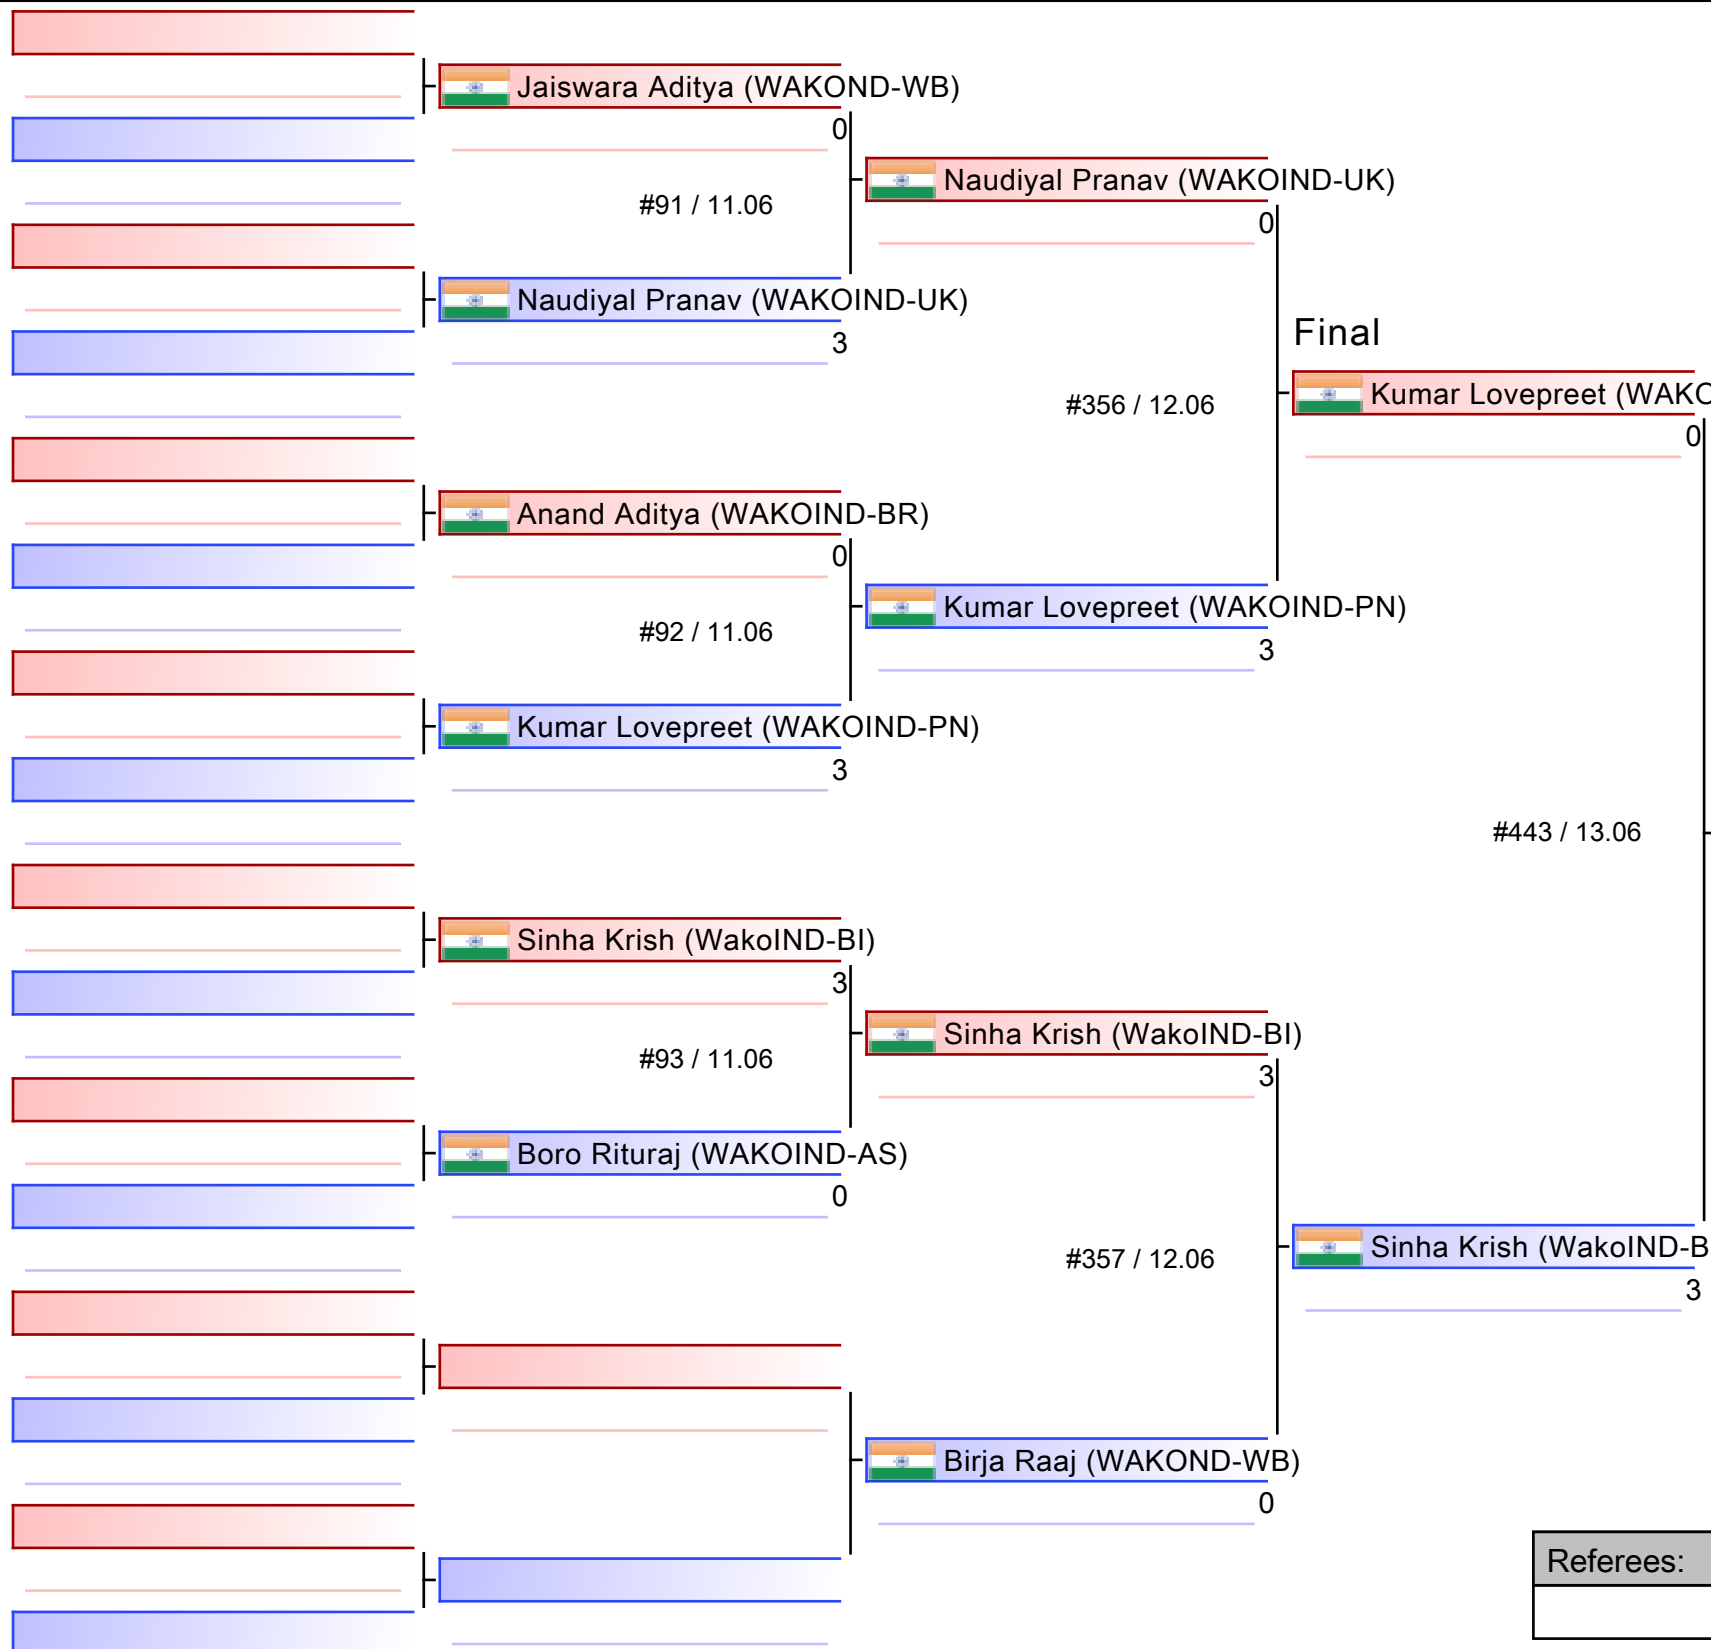 Jaiswara Aditya (WAKOND-WB)
0
Naudiyal Pranav (WAKOIND-UK)
0
#91 / 11.06
Naudiyal Pranav (WAKOIND-UK)
3
Final
Kumar Lovepreet (WAKO
0
#356 / 12.06
Anand Aditya (WAKOIND-BR)
0
Kumar Lovepreet (WAKOIND-PN)
3
#92 / 11.06
Kumar Lovepreet (WAKOIND-PN)
3
#443 / 13.06
Sinha Krish (WakoIND-BI)
3
Sinha Krish (WakoIND-BI)
3
#93 / 11.06
Boro Rituraj (WAKOIND-AS)
0
#357 / 12.06
Sinha Krish (WakoIND-B
3
Birja Raaj (WAKOND-WB)
0
Referees: